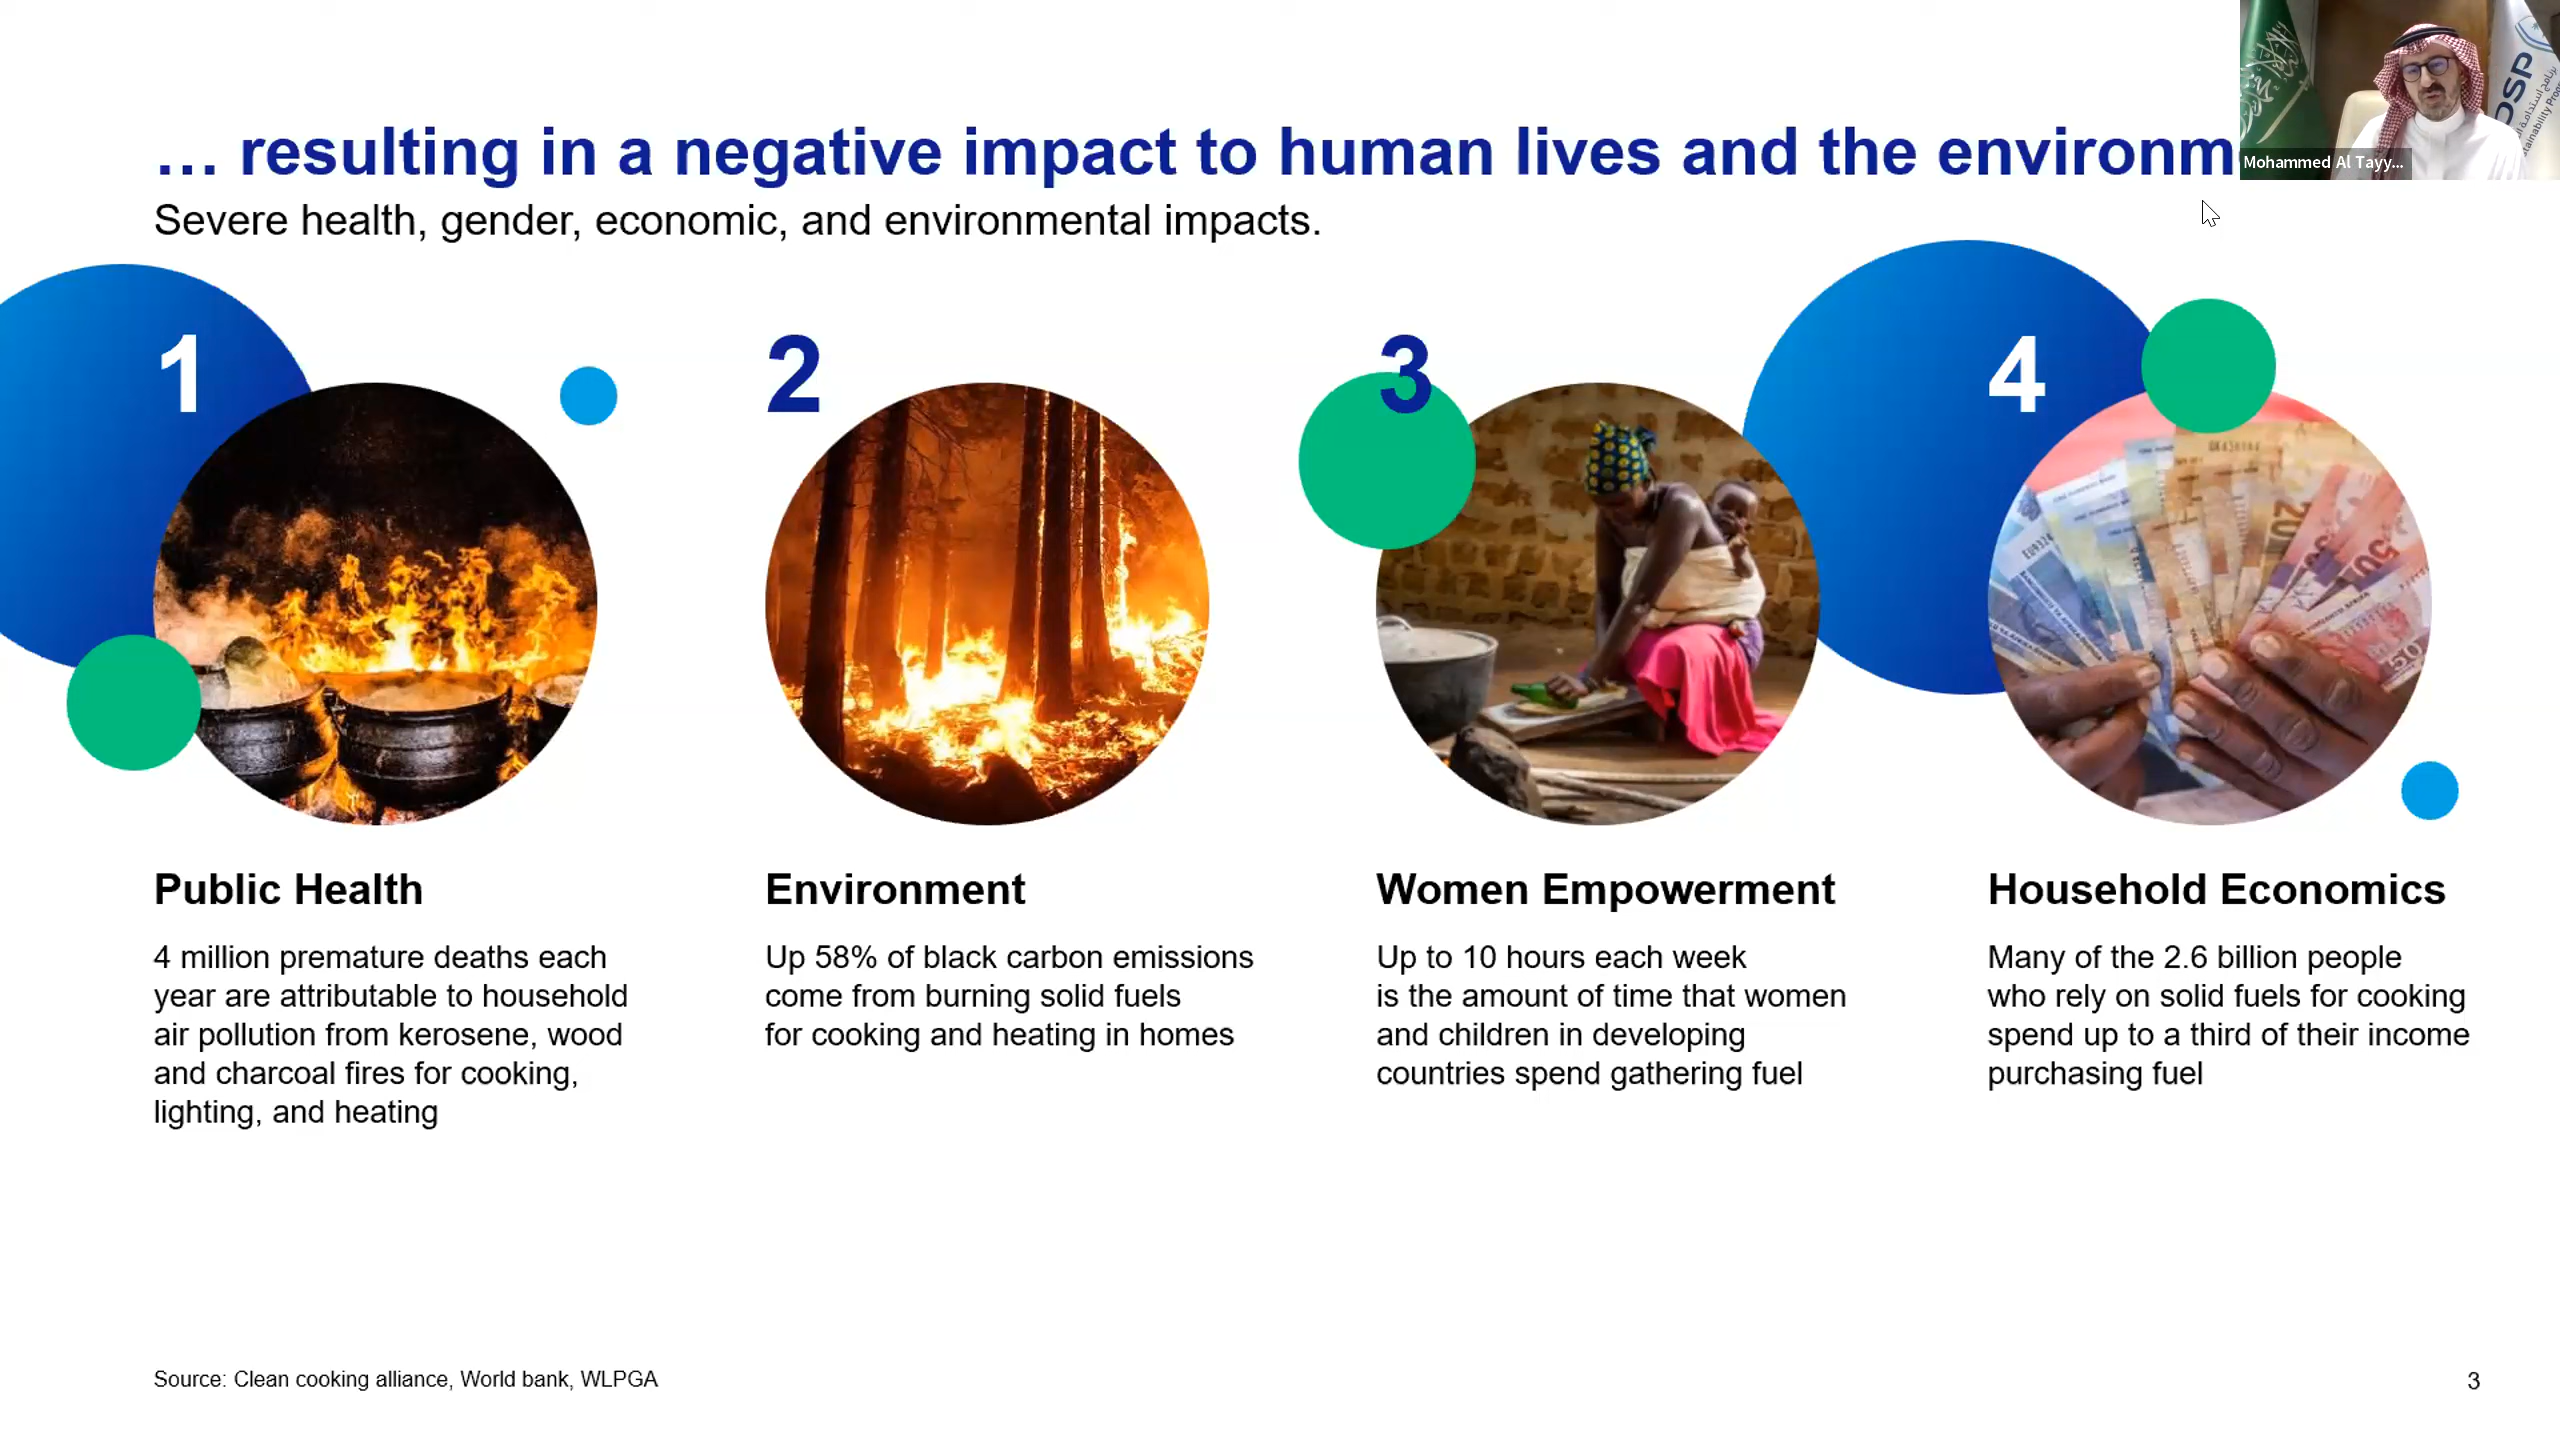 … resulting in a negative impact to human lives and the environm
Severe health, gender, economic, and environmental impacts.
Mohammed Al Tayy...
OSP
1
2
3
4
Public Health
4 million premature deaths each
year are attributable to household
air pollution from kerosene, wood
and charcoal fires for cooking,
lighting, and heating
Environment
Up 58% of black carbon emissions
come from burning solid fuels
for cooking and heating in homes
Women Empowerment
Up to 10 hours each week
is the amount of time that women
and children in developing
countries spend gathering fuel
Household Economics
Many of the 2.6 billion people
who rely on solid fuels for cooking
spend up to a third of their income
purchasing fuel
Source: Clean cooking alliance, World bank, WLPGA
3